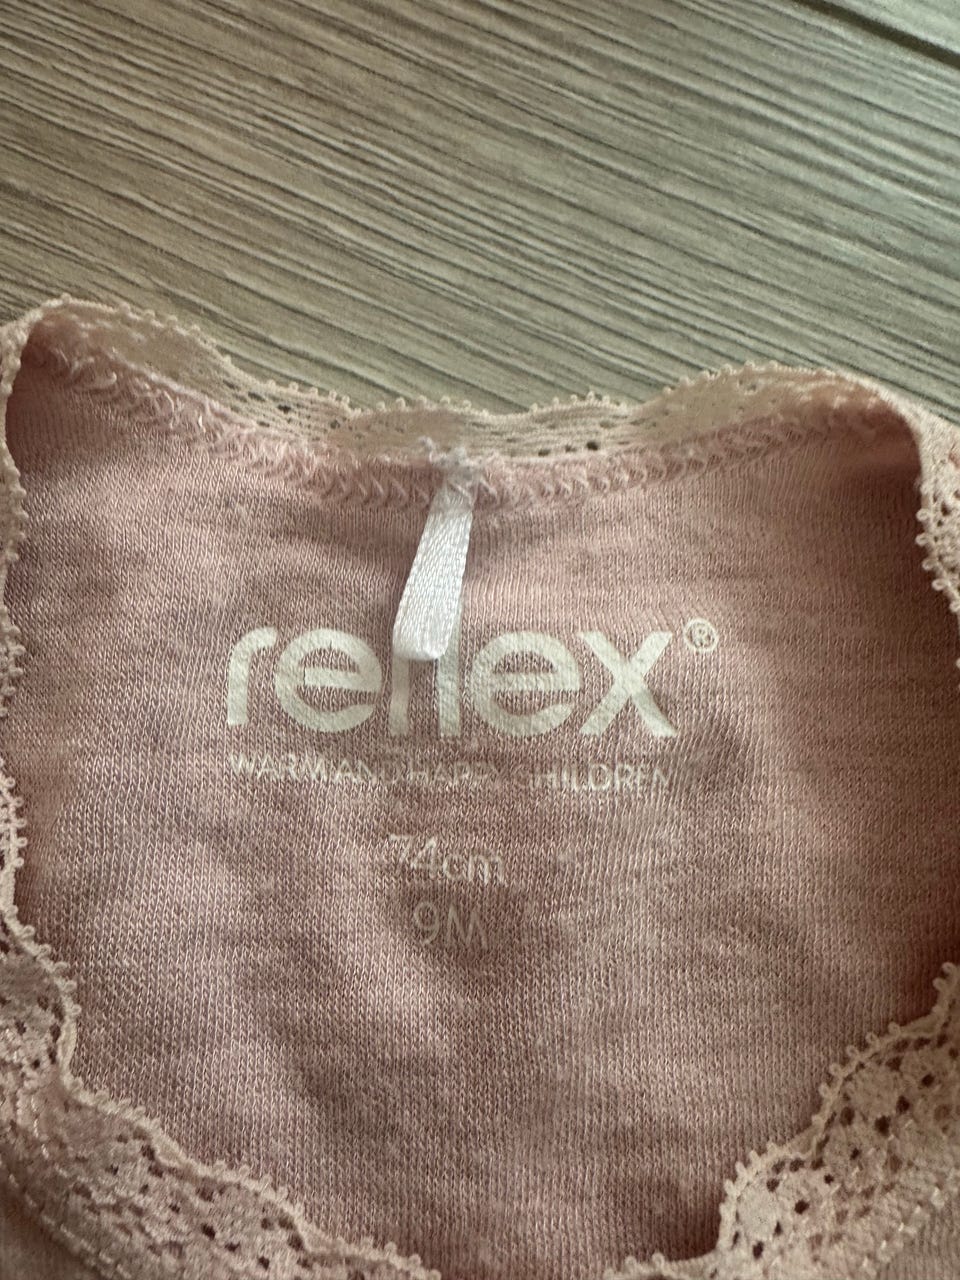 reflex®
WARM AND HAPPY CHILDREN
74cm
9M